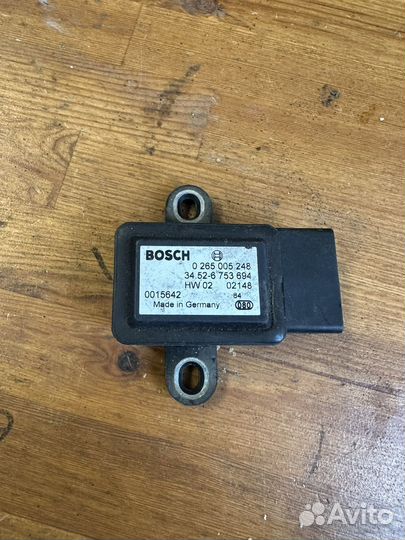 BOSCH
0 265 005 248
34.52-6 753 694
HW 02 02148
0015642 84
Made in Germany
Avito